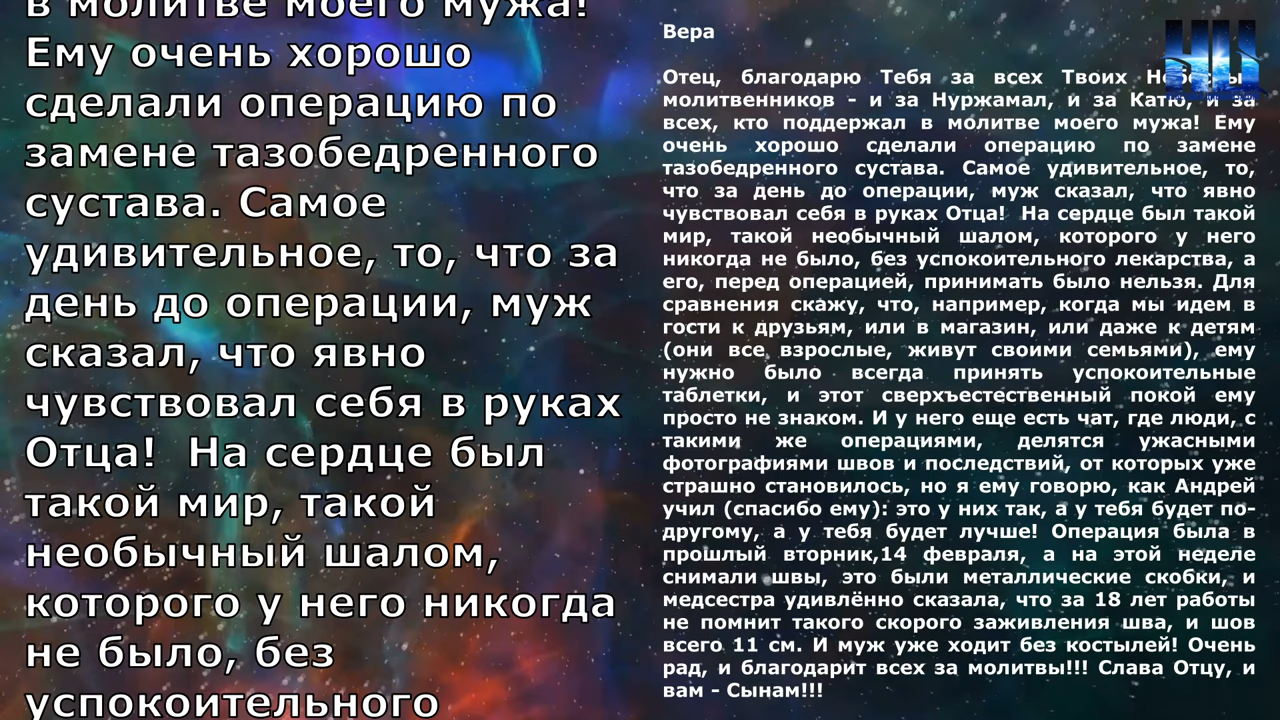 в молитве моего мужа!
Ему очень хорошо
сделали операцию по
замене тазобедренного
сустава. Самое
удивительное, то, что за
день до операции, муж
сказал, что явно
чувствовал себя в руках
Отца!  На сердце был
такой мир, такой
необычный шалом,
которого у него никогда
не было, без
успокоительного
Вера
Отец, благодарю Тебя за всех Твоих Небесных
молитвенников - и за Нуржамал, и за Катю, и за
всех, кто поддержал в молитве моего мужа! Ему
очень хорошо сделали операцию по замене
тазобедренного сустава. Самое удивительное, то,
что за день до операции, муж сказал, что явно
чувствовал себя в руках Отца!  На сердце был такой
мир, такой необычный шалом, которого у него
никогда не было, без успокоительного лекарства, а
его, перед операцией, принимать было нельзя. Для
сравнения скажу, что, например, когда мы идем в
гости к друзьям, или в магазин, или даже к детям
(они все взрослые, живут своими семьями), ему
нужно было всегда принять успокоительные
таблетки, и этот сверхъестественный покой ему
просто не знаком. И у него еще есть чат, где люди, с
такими же операциями, делятся ужасными
фотографиями швов и последствий, от которых уже
страшно становилось, но я ему говорю, как Андрей
учил (спасибо ему): это у них так, а у тебя будет по-
другому, а у тебя будет лучше! Операция была в
прошлый вторник,14 февраля, а на этой неделе
снимали швы, это были металлические скобки, и
медсестра удивлённо сказала, что за 18 лет работы
не помнит такого скорого заживления шва, и шов
всего 11 см. И муж уже ходит без костылей! Очень
рад, и благодарит всех за молитвы!!! Слава Отцу, и
вам - Сынам!!!